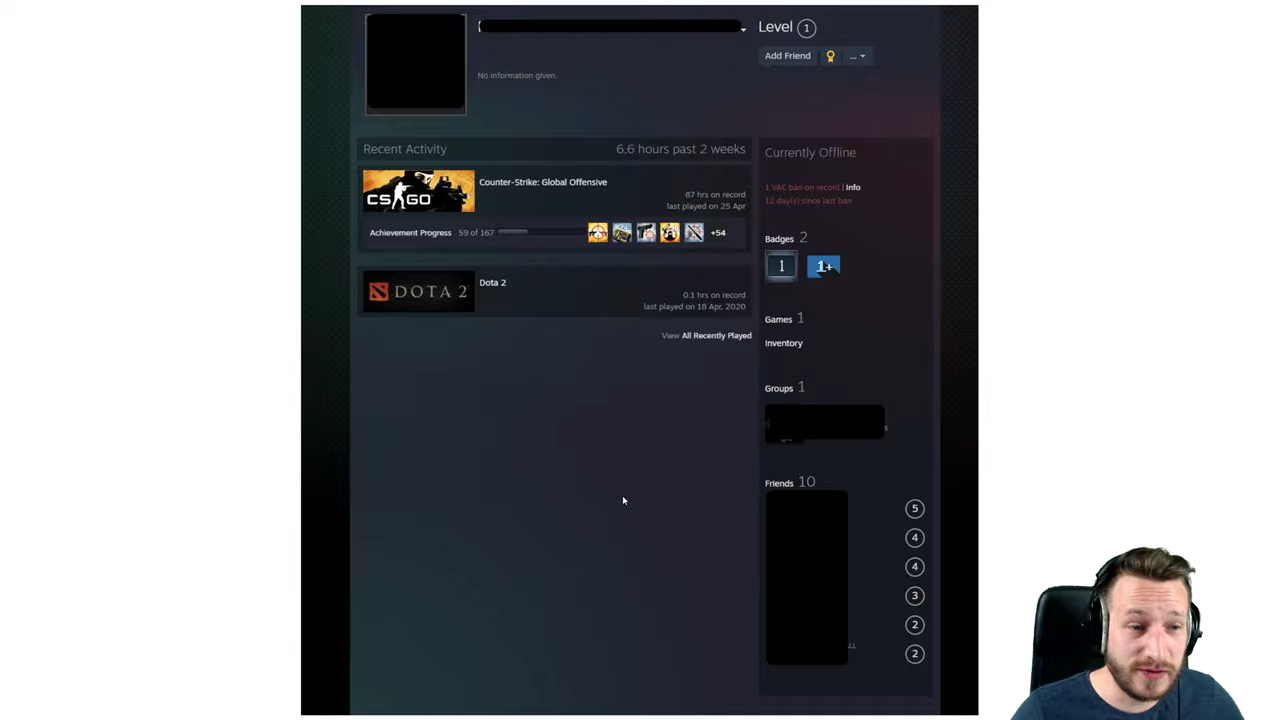 Level 1
Add Friend
...
No information given.
Recent Activity
6.6 hours past 2 weeks
CS GO
Counter-Strike: Global Offensive
87 hrs on record
last played on 25 Apr
Achievement Progress 59 of 167
+54
DOTA 2
Dota 2
0.1 hrs on record
last played on 18 Apr, 2020
View All Recently Played
Currently Offline
1 VAC ban on record | Info
12 day(s) since last ban
Badges 2
1
1+
Games 1
Inventory
Groups 1
s
Friends 10
5
4
4
3
2
2